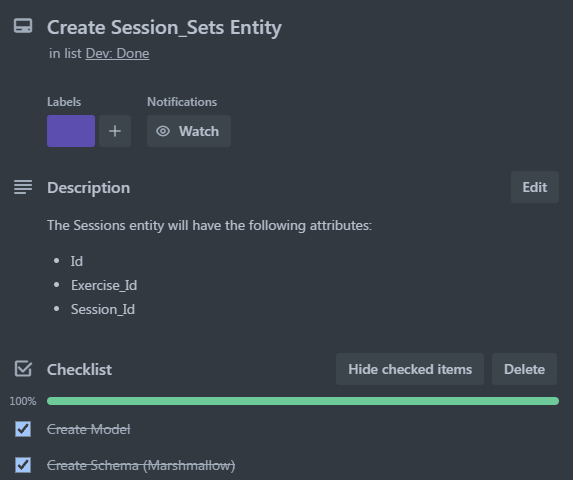 Create Session_Sets Entity
in list Dev: Done
Labels Notifications
+ Watch
Description Edit
The Sessions entity will have the following attributes:
• Id
• Exercise_Id
• Session_Id
Checklist Hide checked items Delete
100%
Create Model
Create Schema (Marshmallow)